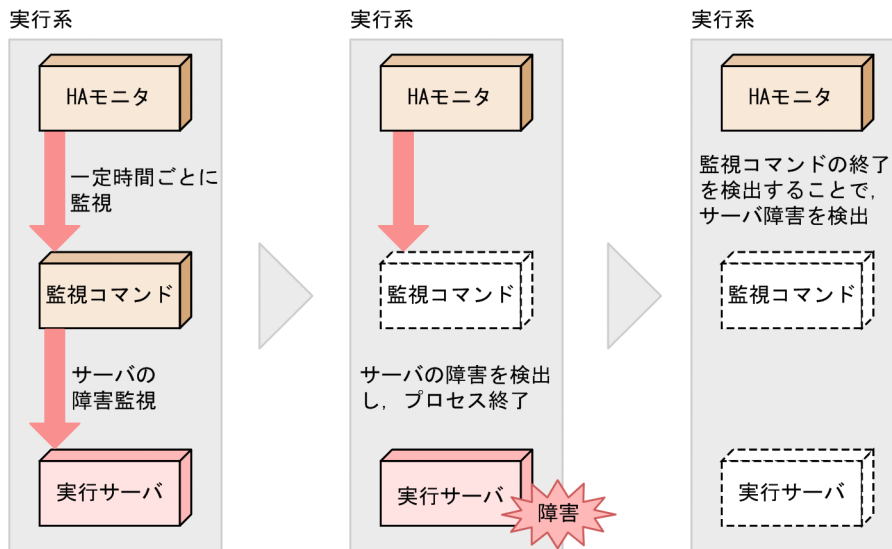 実行系
HAモニタ
一定時間ごとに
監視
監視コマンド
サーバの
障害監視
実行サーバ
実行系
HAモニタ
監視コマンド
サーバの障害を検出
し，プロセス終了
実行サーバ
障害
実行系
HAモニタ
監視コマンドの終了
を検出することで，
サーバ障害を検出
監視コマンド
実行サーバ